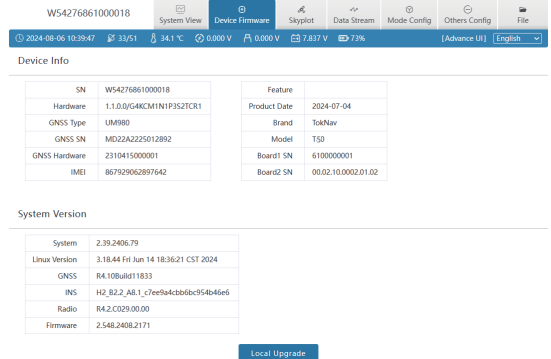 W54276861000018 System View Device Firmware Skyplot Data Stream Mode Config Others Config File
2024-08-06 10:39:47 33/51 34.1 ℃ 0.000 V 0.000 V 7.837 V 73% [Advance UI] English
Device Info
SN W54276861000018 Feature
Hardware 1.1.0.0/G4KCM1N1P3S2TCR1 Product Date 2024-07-04
GNSS Type UM980 Brand TokNav
GNSS SN MD22A2225012892 Model T50
GNSS Hardware 2310415000001 Board1 SN 6100000001
IMEI 867929062897642 Board2 SN 00.02.10.0002.01.02
System Version
System 2.39.2406.79
Linux Version 3.18.44 Fri Jun 14 18:36:21 CST 2024
GNSS R4.10Build11833
INS H2_B2.2_A8.1_c7ee9a4cbb6bc954b46e6
Radio R4.2.C029.00.00
Firmware 2.548.2408.2171
Local Upgrade